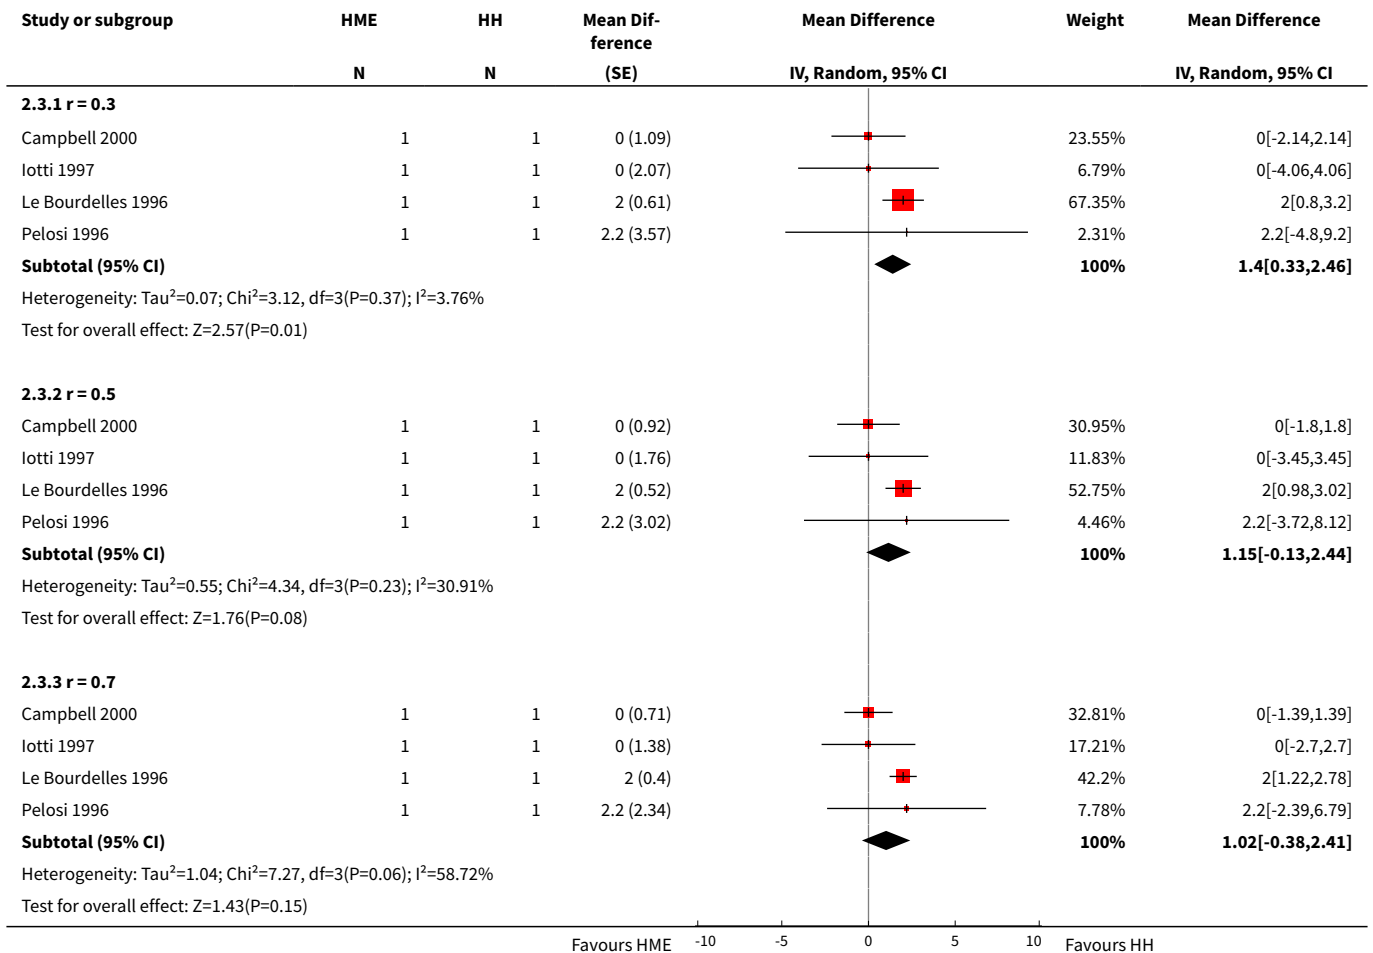 Study or subgroup HME HH Mean Dif- Mean Difference Weight Mean Difference
ference
N N (SE) IV, Random, 95% CI IV, Random, 95% CI
2.3.1 r = 0.3
Campbell 2000 1 1 0 (1.09) 23.55% 0[-2.14,2.14]
Iotti 1997 1 1 0 (2.07) 6.79% 0[-4.06,4.06]
Le Bourdelles 1996 1 1 2 (0.61) 67.35% 2[0.8,3.2]
Pelosi 1996 1 1 2.2 (3.57) 2.31% 2.2[-4.8,9.2]
Subtotal (95% CI) 100% 1.4[0.33,2.46]
Heterogeneity: Tau²=0.07; Chi²=3.12, df=3(P=0.37); I²=3.76%
Test for overall effect: Z=2.57(P=0.01)
2.3.2 r = 0.5
Campbell 2000 1 1 0 (0.92) 30.95% 0[-1.8,1.8]
Iotti 1997 1 1 0 (1.76) 11.83% 0[-3.45,3.45]
Le Bourdelles 1996 1 1 2 (0.52) 52.75% 2[0.98,3.02]
Pelosi 1996 1 1 2.2 (3.02) 4.46% 2.2[-3.72,8.12]
Subtotal (95% CI) 100% 1.15[-0.13,2.44]
Heterogeneity: Tau²=0.55; Chi²=4.34, df=3(P=0.23); I²=30.91%
Test for overall effect: Z=1.76(P=0.08)
2.3.3 r = 0.7
Campbell 2000 1 1 0 (0.71) 32.81% 0[-1.39,1.39]
Iotti 1997 1 1 0 (1.38) 17.21% 0[-2.7,2.7]
Le Bourdelles 1996 1 1 2 (0.4) 42.2% 2[1.22,2.78]
Pelosi 1996 1 1 2.2 (2.34) 7.78% 2.2[-2.39,6.79]
Subtotal (95% CI) 100% 1.02[-0.38,2.41]
Heterogeneity: Tau²=1.04; Chi²=7.27, df=3(P=0.06); I²=58.72%
Test for overall effect: Z=1.43(P=0.15)
Favours HME -10 -5 0 5 10 Favours HH